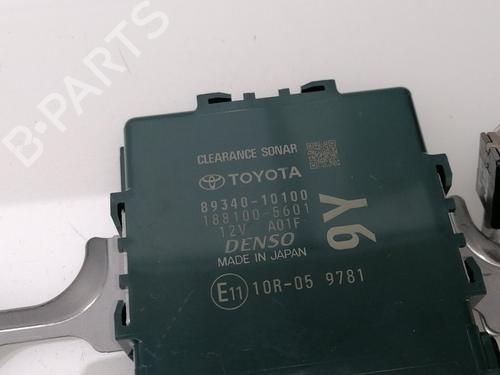 B-PARTS
CLEARANCE SONAR
TOYOTA
89340-10100
188100-5601
12V A01F
DENSO
MADE IN JAPAN
9Y
E11 10R-05 9781